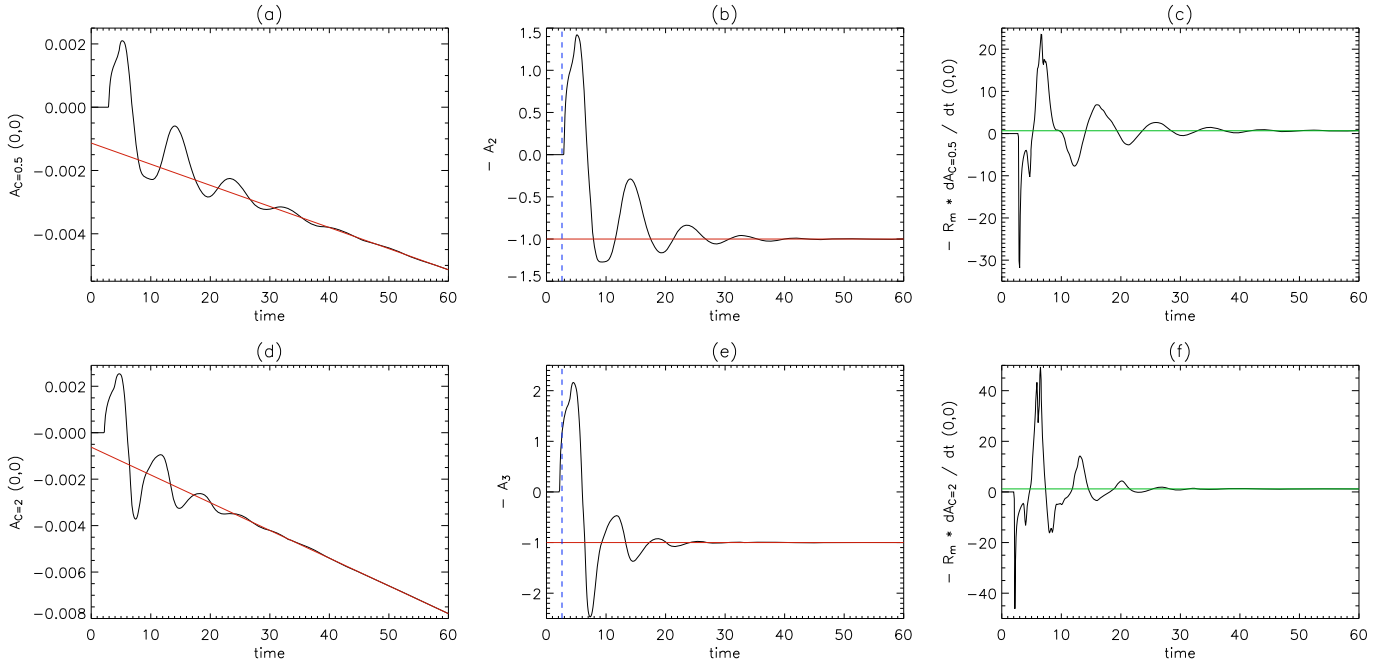 (a)
A_C=0.5 (0,0)
0.002
0.000
−0.002
−0.004
0 10 20 30 40 50 60
time
(b)
− A_2
1.5
1.0
0.5
0.0
−0.5
−1.0
−1.5
0 10 20 30 40 50 60
time
(c)
− R_m * dA_C=0.5 / dt (0,0)
20
10
0
−10
−20
−30
0 10 20 30 40 50 60
time
(d)
A_C=2 (0,0)
0.002
−0.000
−0.002
−0.004
−0.006
−0.008
0 10 20 30 40 50 60
time
(e)
− A_3
2
1
0
−1
−2
0 10 20 30 40 50 60
time
(f)
− R_m * dA_C=2 / dt (0,0)
40
20
0
−20
−40
0 10 20 30 40 50 60
time